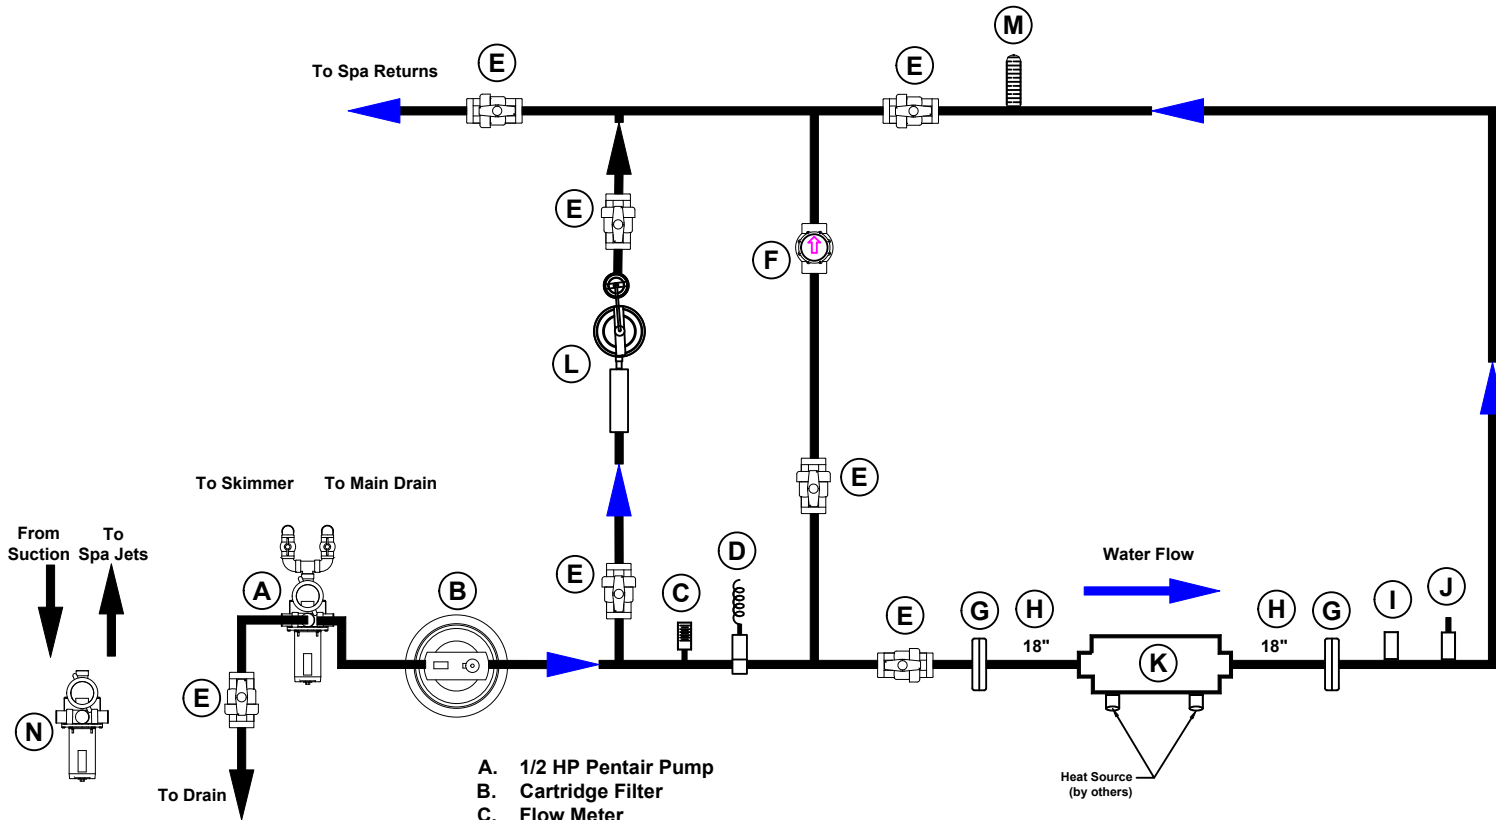 M
E
E
To Spa Returns
E
F
L
To Skimmer
To Main Drain
E
From
Suction
To
Spa Jets
D
Water Flow
A
B
E
C
E
G
H
18"
H
18"
G
I
J
K
E
N
A. 1/2 HP Pentair Pump
B. Cartridge Filter
C. Flow Meter
Heat Source
(by others)
To Drain